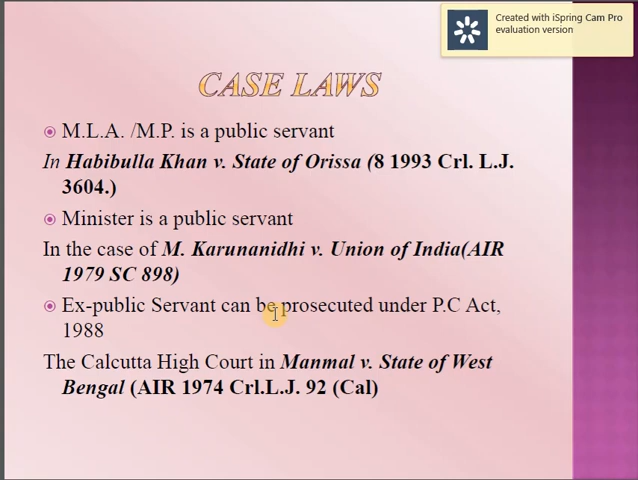 Created with iSpring Cam Pro
evaluation version
CASE LAWS
M.L.A. /M.P. is a public servant
In Habibulla Khan v. State of Orissa (8 1993 Crl. L.J.
3604.)
Minister is a public servant
In the case of M. Karunanidhi v. Union of India(AIR
1979 SC 898)
Ex-public Servant can be prosecuted under P.C Act,
1988
The Calcutta High Court in Manmal v. State of West
Bengal (AIR 1974 Crl.L.J. 92 (Cal)